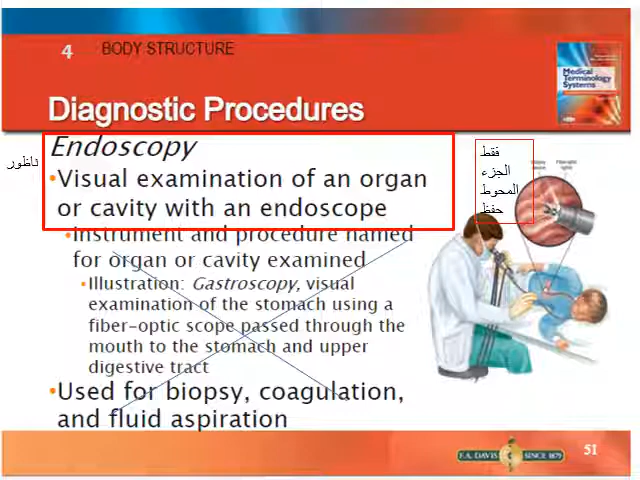 4 BODY STRUCTURE
Medical
Terminology
Systems
Diagnostic Procedures
Endoscopy
ناظور
•Visual examination of an organ
or cavity with an endoscope
فقط
الجزء
المحوط
حفظ
•Instrument and procedure named
for organ or cavity examined
•Illustration: Gastroscopy, visual
examination of the stomach using a
fiber-optic scope passed through the
mouth to the stomach and upper
digestive tract
•Used for biopsy, coagulation,
and fluid aspiration
F.A. DAVIS SINCE 1879
51